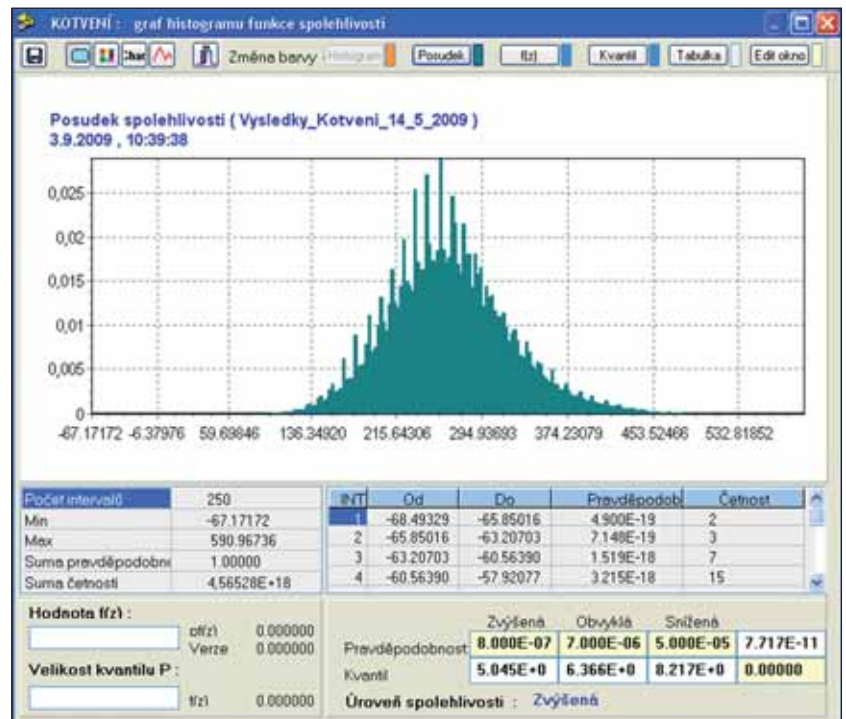 KOTVENÍ : graf histogramu funkce spolehlivosti
Změna barvy Histogram Posudek f(z) Kvantil Tabulka Edit okno
Posudek spolehlivosti ( Vysledky_Kotveni_14_5_2009 )
3.9.2009 , 10:39:38
0,025
0,02
0,015
0,01
0,005
0
-67.17172 -6.37976 59.69846 136.34920 215.64306 294.93693 374.23079 453.52466 532.81852
Počet intervalů 250
Min -67.17172
Max 590.96736
Suma pravděpodobno 1.00000
Suma četností 4,56528E+18
INT Od Do Pravděpodob Četnost
1 -68.49329 -65.85016 4.900E-19 2
2 -65.85016 -63.20703 7.148E-19 3
3 -63.20703 -60.56390 1.519E-18 7
4 -60.56390 -57.92077 3.215E-18 15
Hodnota f(z) :
0.000000
Verze 0.000000
Velikost kvantilu P :
f(z) 0.000000
Zvýšená Obvyklá Snížená
Pravděpodobnost 8.000E-07 7.000E-06 5.000E-05 7.717E-11
Kvantil 5.045E+0 6.366E+0 8.217E+0 0.00000
Úroveň spolehlivosti : Zvýšená